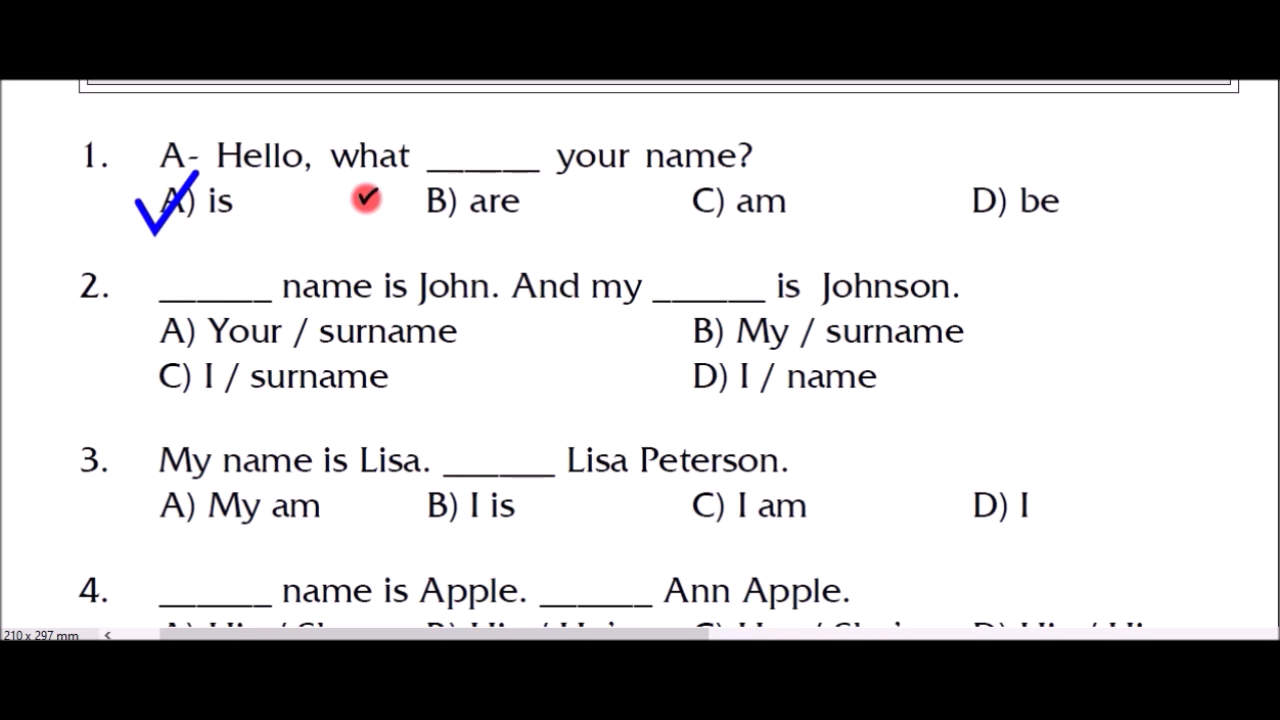 1. A- Hello, what ______ your name?
A) is B) are C) am D) be
2. ______ name is John. And my ______ is Johnson.
A) Your / surname B) My / surname
C) I / surname D) I / name
3. My name is Lisa. ______ Lisa Peterson.
A) My am B) I is C) I am D) I
4. ______ name is Apple. ______ Ann Apple.
210 x 297 mm